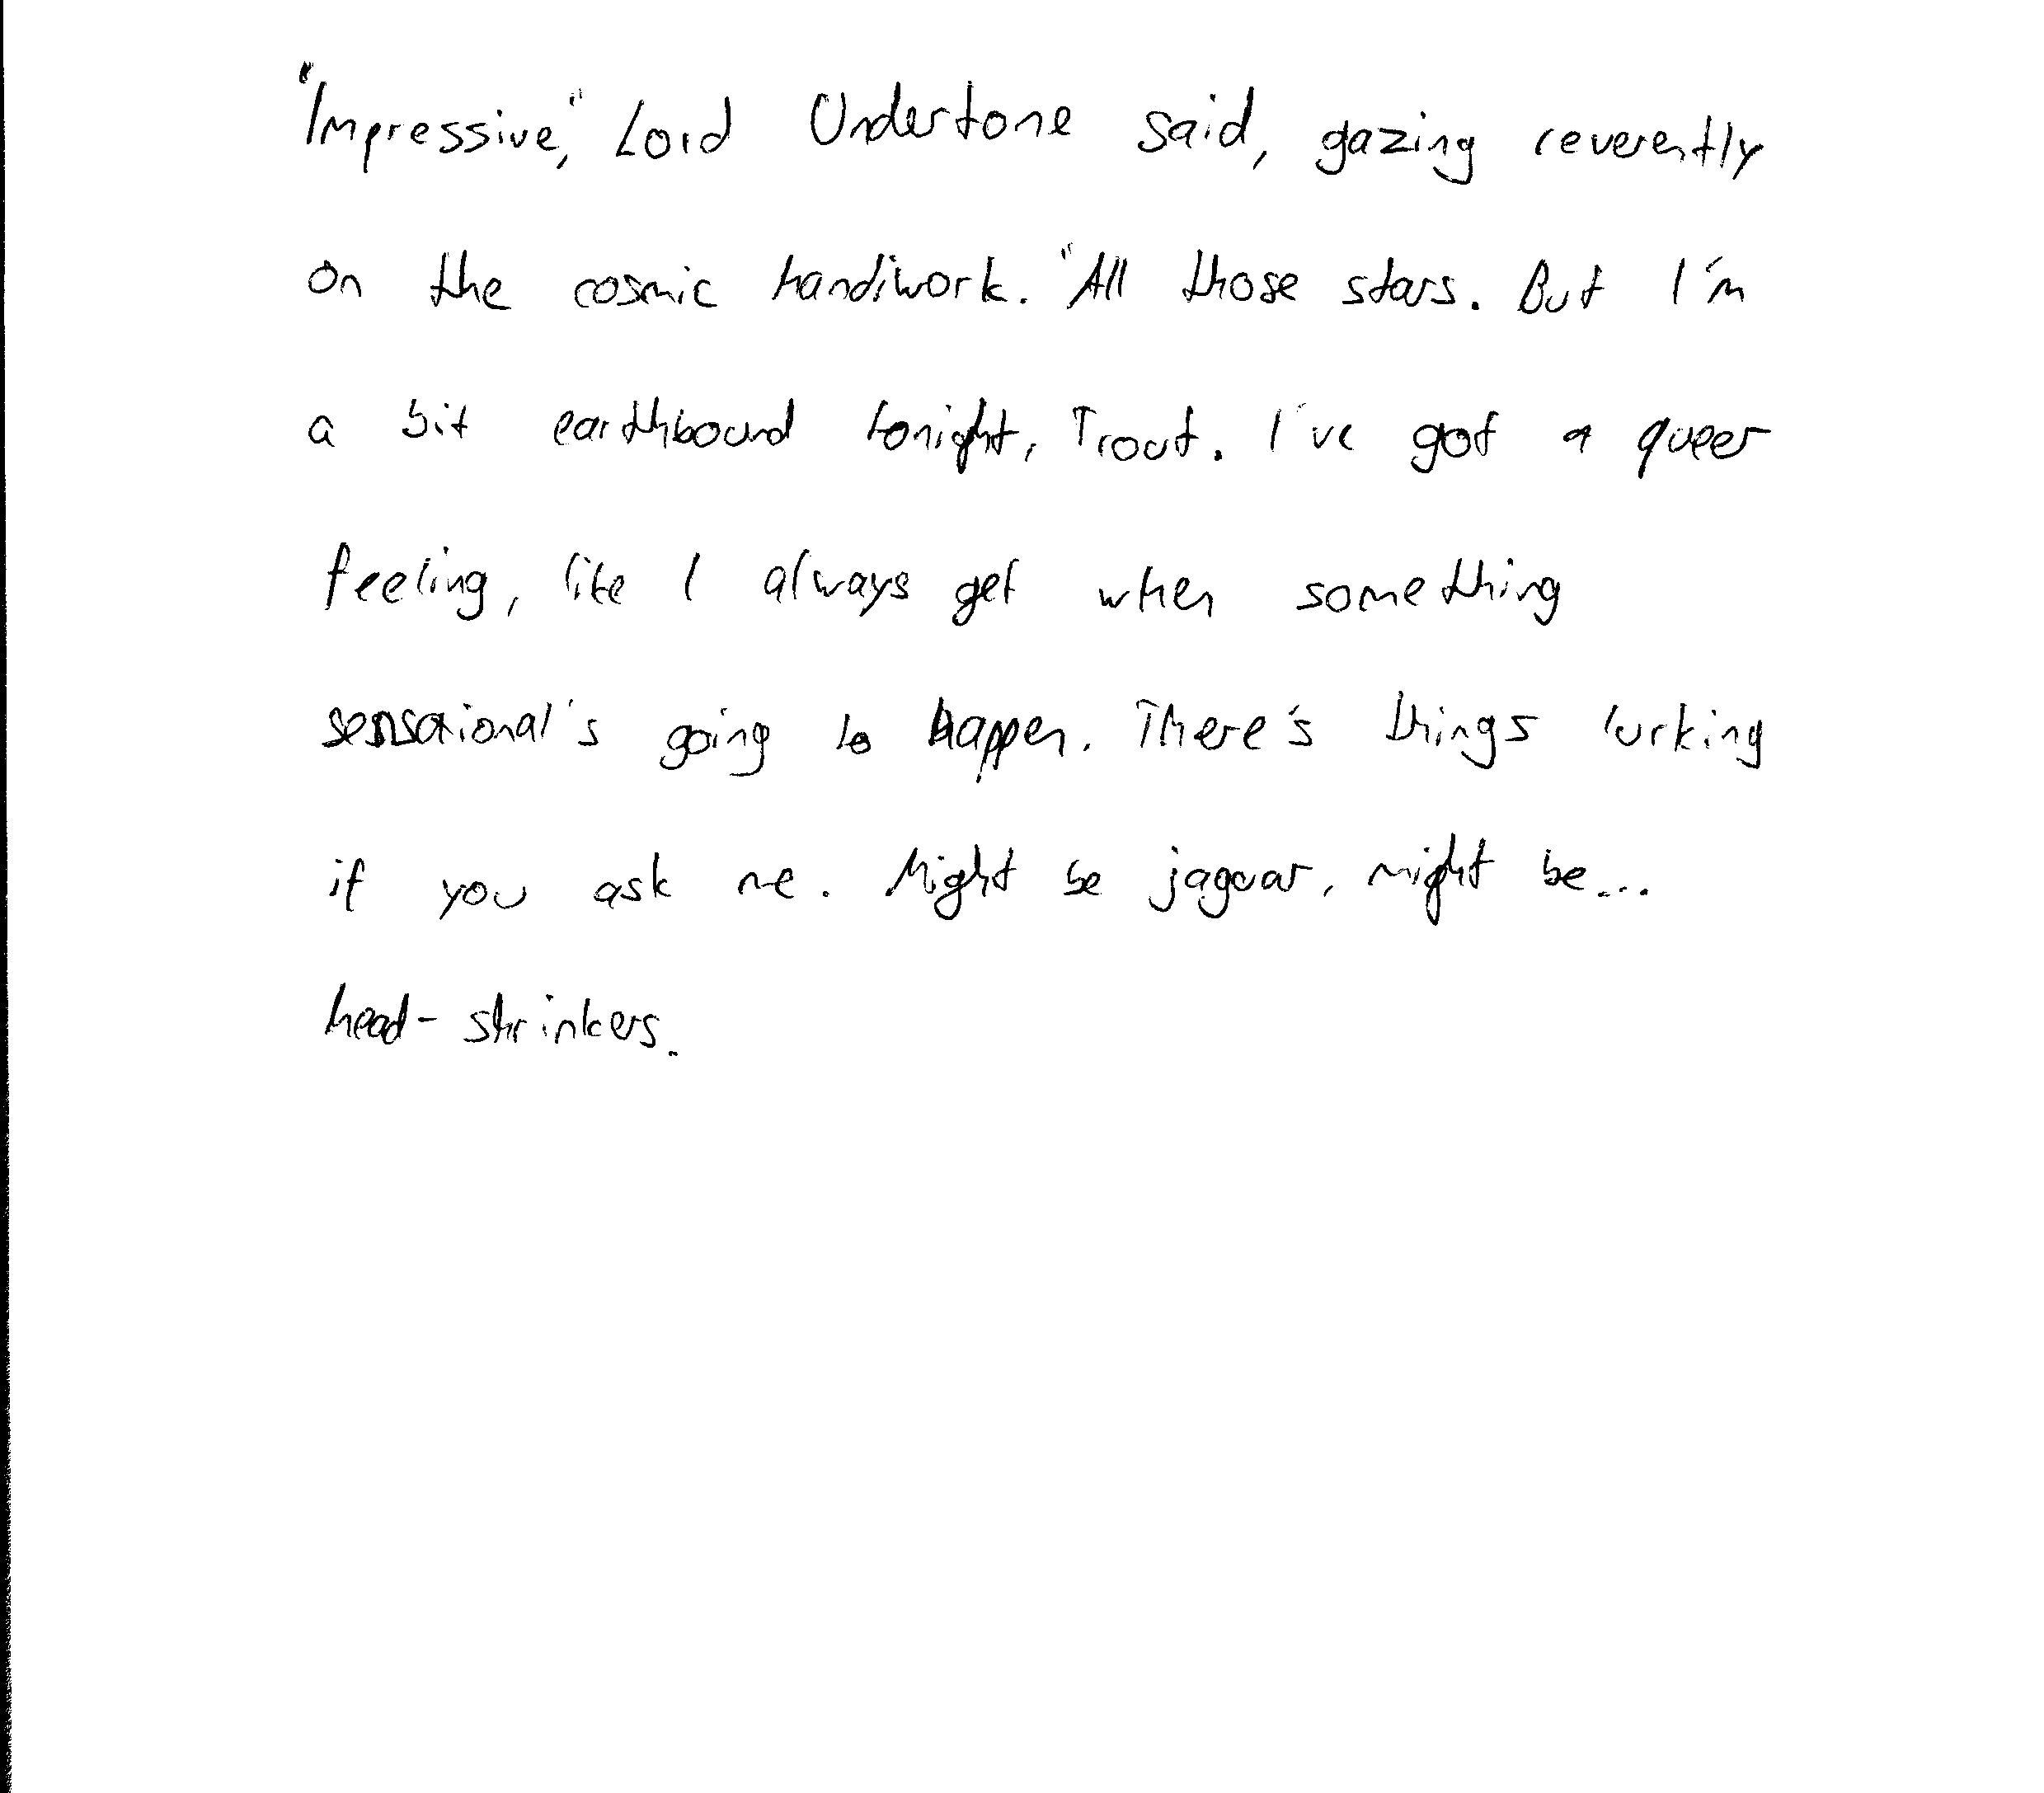 "Impressive," Lord Undertone said, gazing reverently
on the cosmic handiwork. "All those stars. But I'm
a bit earthbound tonight, Trout. I've got a queer
feeling, like I always get when something
sensational's going to happen. There's things lurking
if you ask me. Might be jaguar, might be...
head-shrinkers.